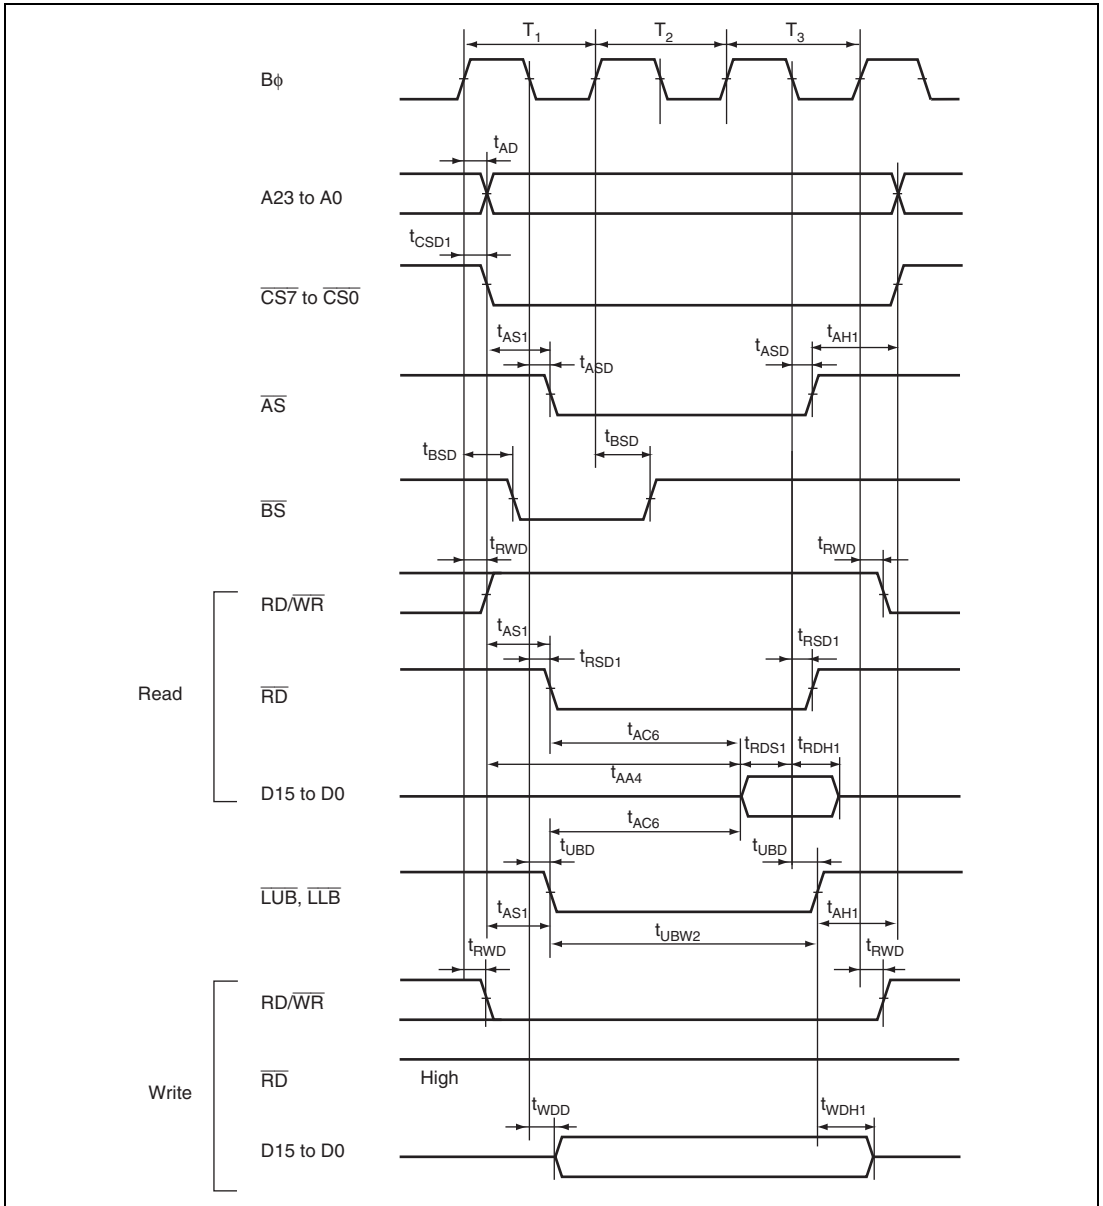 T1 T2 T3
Bϕ
tAD
A23 to A0
tCSD1
CS7 to CS0
tAS1 tASD tASD tAH1
AS
tBSD tBSD
BS
tRWD tRWD
RD/WR
tAS1 tRSD1 tRSD1
Read
RD
tAC6 tRDS1 tRDH1
tAA4
D15 to D0
tAC6
tUBD tUBD
LUB, LLB
tAS1 tUBW2 tAH1
tRWD tRWD
RD/WR
RD
High
Write
tWDD tWDH1
D15 to D0